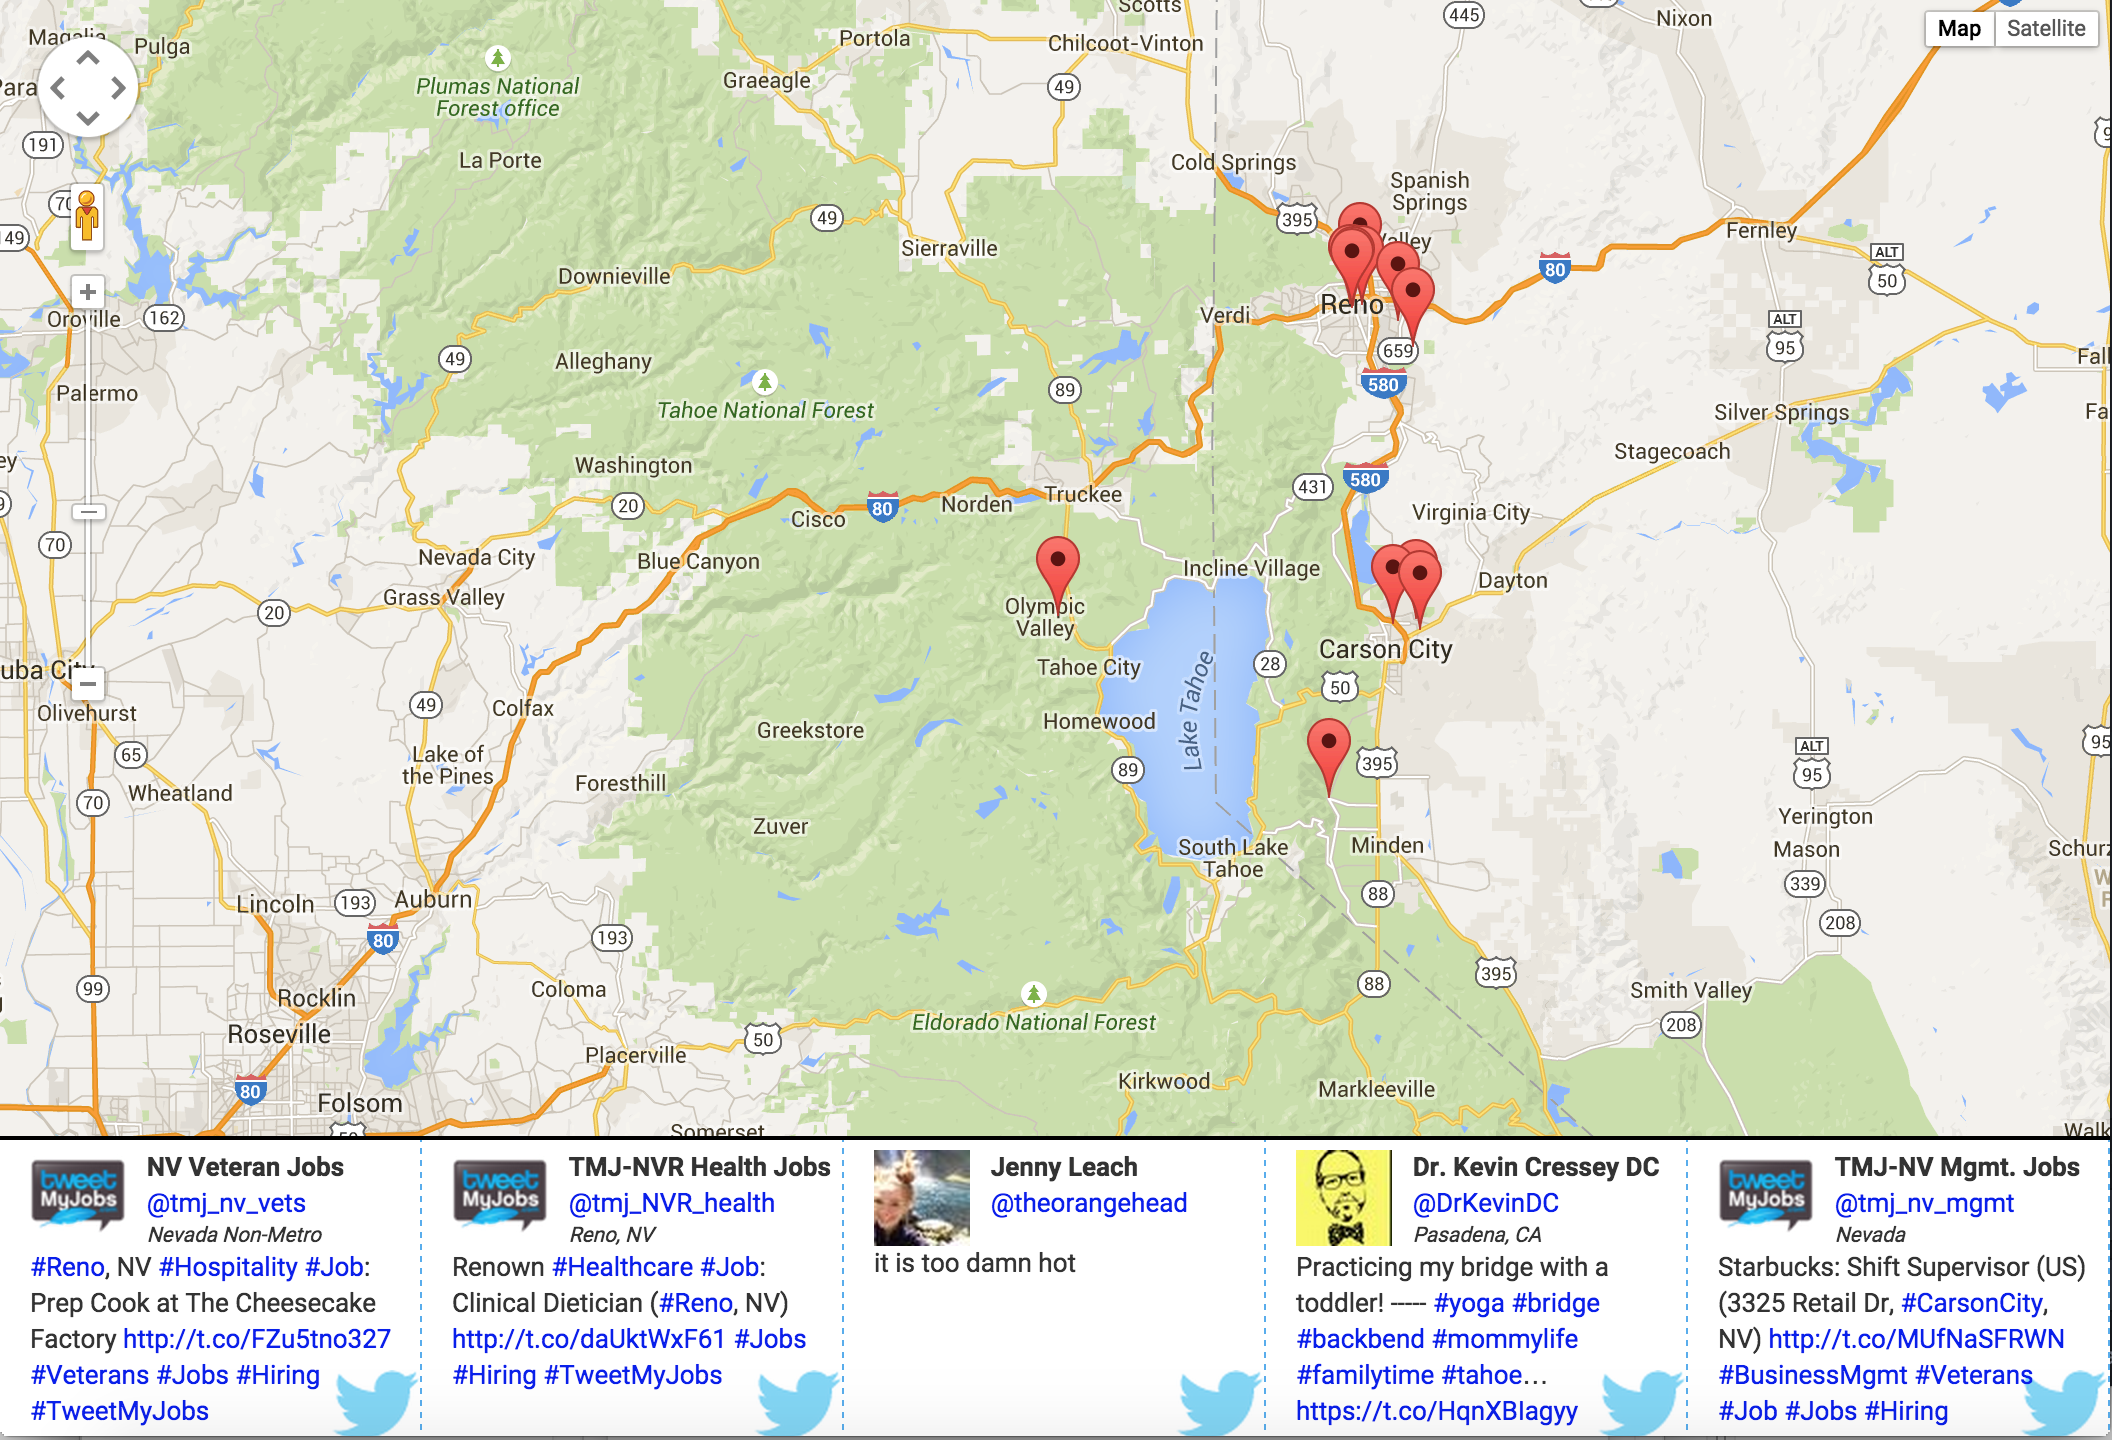 Scotts
445
Nixon
Map
Satellite
Magalia
Pulga
Portola
Chilcoot-Vinton
Graeagle
49
Plumas National
Forest office
191
La Porte
Cold Springs
Spanish
Springs
70
149
49
395
Valley
Sierraville
Fernley
ALT
50
Downieville
80
162
Oroville
Verdi
Reno
ALT
95
49
Alleghany
659
580
89
Palermo
Tahoe National Forest
Silver Springs
Stagecoach
Washington
580
431
20
80
Cisco
Norden
Truckee
Virginia City
70
Nevada City
Blue Canyon
Incline Village
Dayton
Grass Valley
20
Olympic
Valley
Carson City
uba City
Tahoe City
28
50
49
Colfax
Olivehurst
Lake Tahoe
Homewood
Greekstore
65
Lake of
the Pines
Foresthill
89
395
ALT
95
95
70
Wheatland
Zuver
Yerington
South Lake
Tahoe
Minden
Mason
339
88
208
Lincoln
193
Auburn
80
193
99
Rocklin
Coloma
88
395
Smith Valley
208
Roseville
Eldorado National Forest
50
Placerville
80
Kirkwood
Markleeville
Folsom
50
Somerset
tweet
MyJobs
.com
NV Veteran Jobs
@tmj_nv_vets
Nevada Non-Metro
#Reno, NV #Hospitality #Job:
Prep Cook at The Cheesecake
Factory http://t.co/FZu5tno327
#Veterans #Jobs #Hiring
#TweetMyJobs
tweet
MyJobs
.com
TMJ-NVR Health Jobs
@tmj_NVR_health
Reno, NV
Renown #Healthcare #Job:
Clinical Dietician (#Reno, NV)
http://t.co/daUktWxF61 #Jobs
#Hiring #TweetMyJobs
Jenny Leach
@theorangehead
it is too damn hot
Dr. Kevin Cressey DC
@DrKevinDC
Pasadena, CA
Practicing my bridge with a
toddler! ----- #yoga #bridge
#backbend #mommylife
#familytime #tahoe…
https://t.co/HqnXBIagyy
tweet
MyJobs
.com
TMJ-NV Mgmt. Jobs
@tmj_nv_mgmt
Nevada
Starbucks: Shift Supervisor (US)
(3325 Retail Dr, #CarsonCity,
NV) http://t.co/MUfNaSFRWN
#BusinessMgmt #Veterans
#Job #Jobs #Hiring